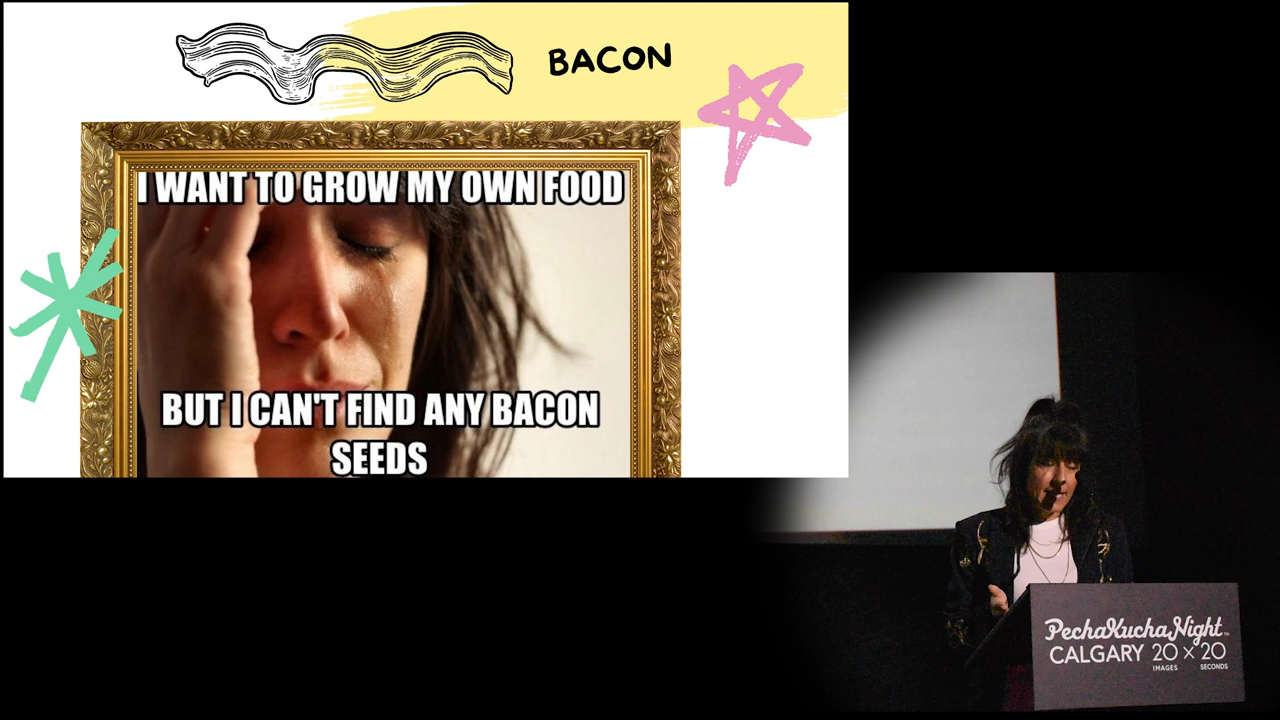 BACON
I WANT TO GROW MY OWN FOOD
BUT I CAN'T FIND ANY BACON
SEEDS
PechaKucha Night™
CALGARY 20 x 20
IMAGES SECONDS